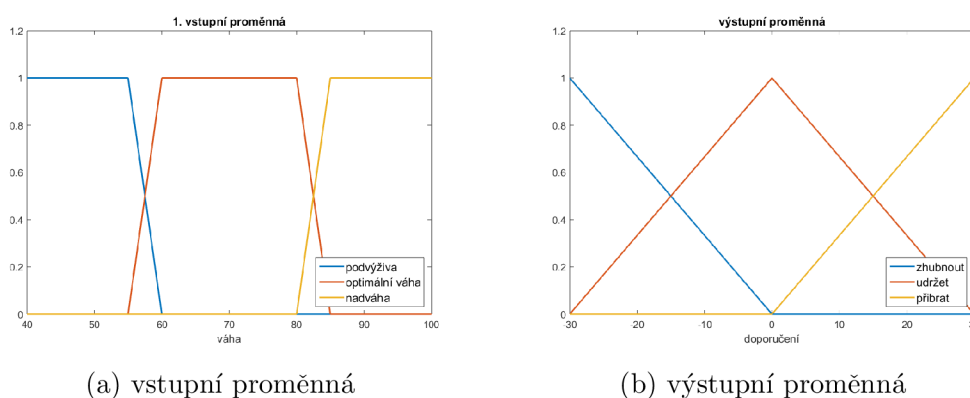 1. vstupní proměnná
1.2
1
0.8
0.6
0.4
0.2
0
40 50 60 70 80 90 100
váha
podvýživa
optimální váha
nadváha
(a) vstupní proměnná
výstupní proměnná
1.2
1
0.8
0.6
0.4
0.2
0
-30 -20 -10 0 10 20 30
doporučení
zhubnout
udržet
přibrat
(b) výstupní proměnná